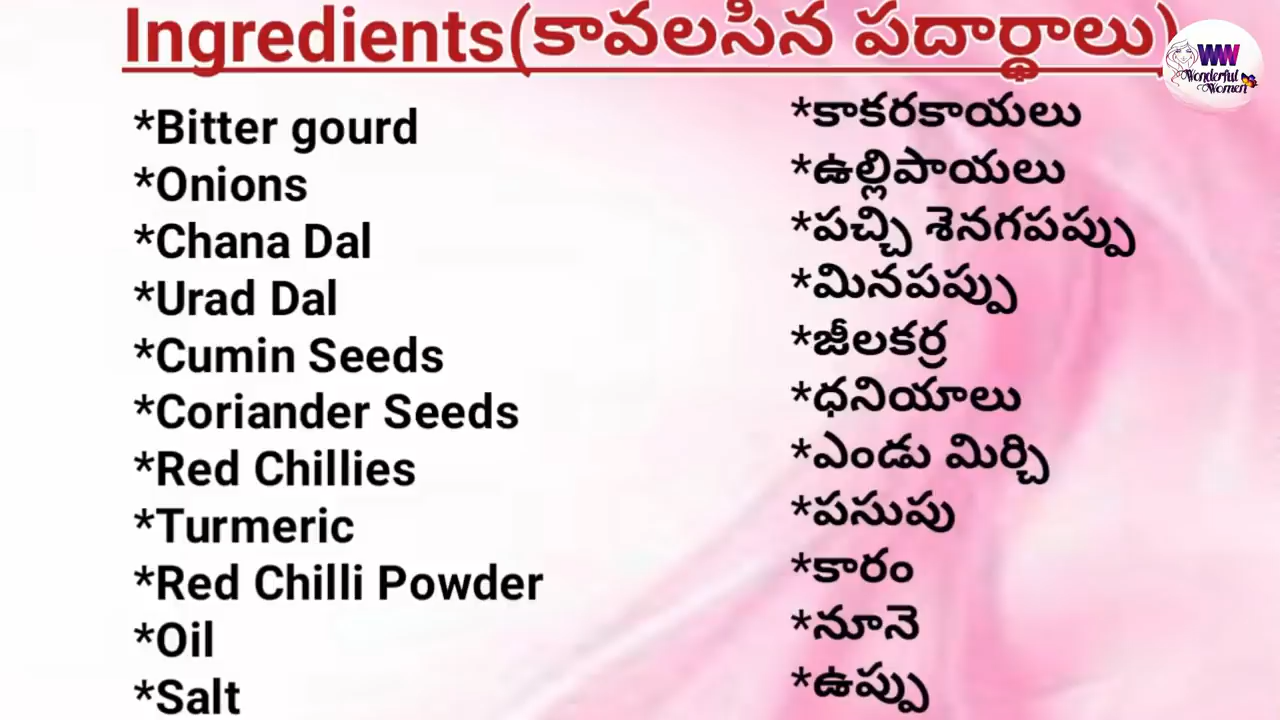 Ingredients(కావలసిన పదార్థాలు)
WW
Wonderful
Women
*Bitter gourd
*Onions
*Chana Dal
*Urad Dal
*Cumin Seeds
*Coriander Seeds
*Red Chillies
*Turmeric
*Red Chilli Powder
*Oil
*Salt
*కాకరకాయలు
*ఉల్లిపాయలు
*పచ్చి శెనగపప్పు
*మినపప్పు
*జీలకర్ర
*ధనియాలు
*ఎండు మిర్చి
*పసుపు
*కారం
*నూనె
*ఉప్పు